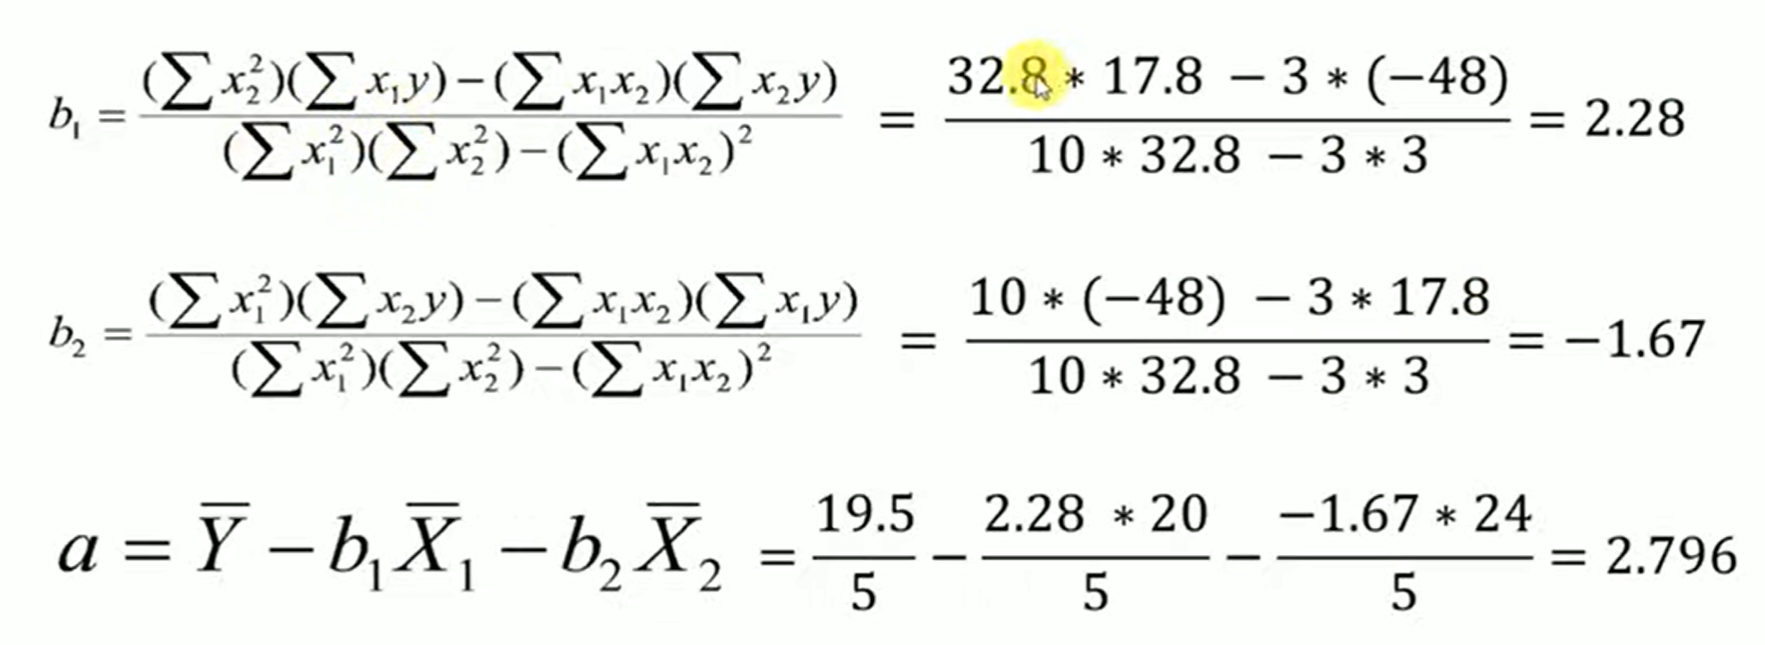 b₁ = (∑x₂²)(∑x₁y) − (∑x₁x₂)(∑x₂y) / (∑x₁²)(∑x₂²) − (∑x₁x₂)² = 32.8 * 17.8 − 3 * (−48) / 10 * 32.8 − 3 * 3 = 2.28
b₂ = (∑x₁²)(∑x₂y) − (∑x₁x₂)(∑x₁y) / (∑x₁²)(∑x₂²) − (∑x₁x₂)² = 10 * (−48) − 3 * 17.8 / 10 * 32.8 − 3 * 3 = −1.67
a = Y̅ − b₁X̅₁ − b₂X̅₂ = 19.5 / 5 − 2.28 * 20 / 5 − −1.67 * 24 / 5 = 2.796